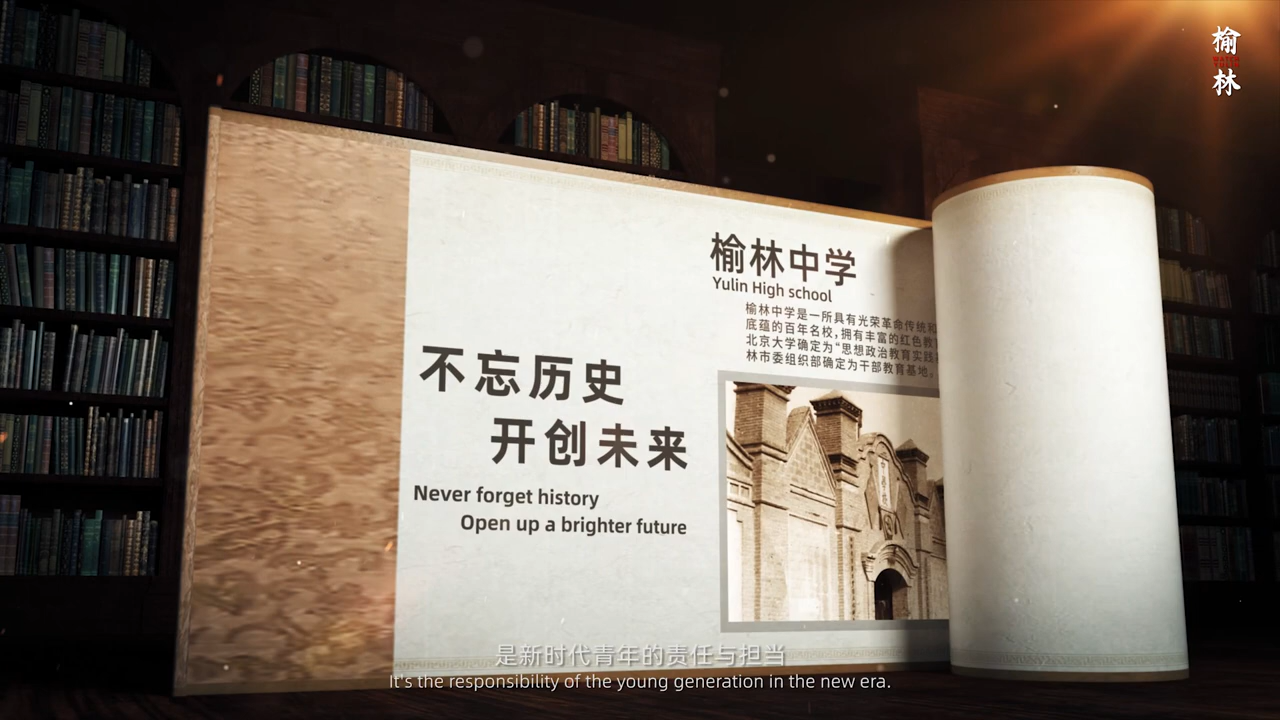 榆林
不忘历史
开创未来
Never forget history
Open up a brighter future
榆林中学
Yulin High school
榆林中学是一所具有光荣革命传统和
底蕴的百年名校，拥有丰富的红色教
北京大学确定为“思想政治教育实践
林市委组织部确定为干部教育基地。
是新时代青年的责任与担当
It's the responsibility of the young generation in the new era.